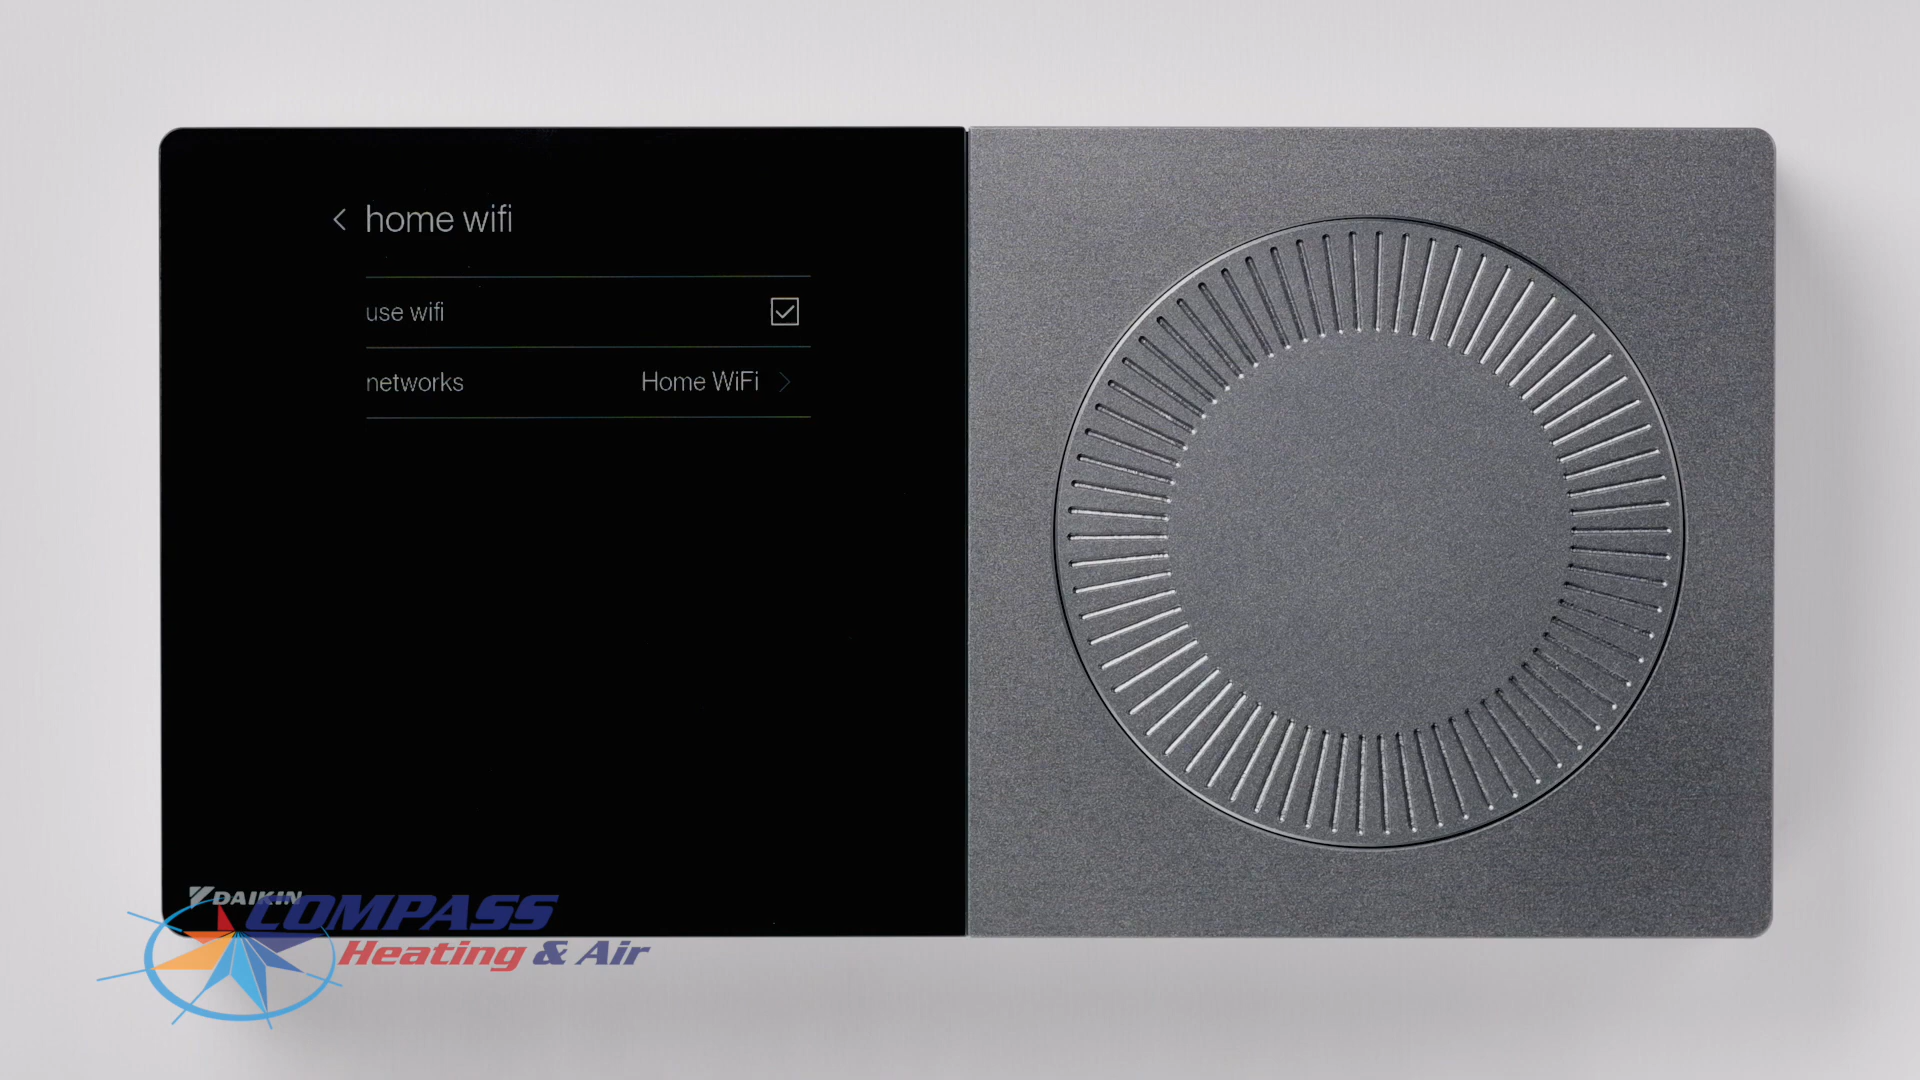 home wifi
use wifi
networks Home WiFi
DAIKIN
COMPASS
Heating & Air